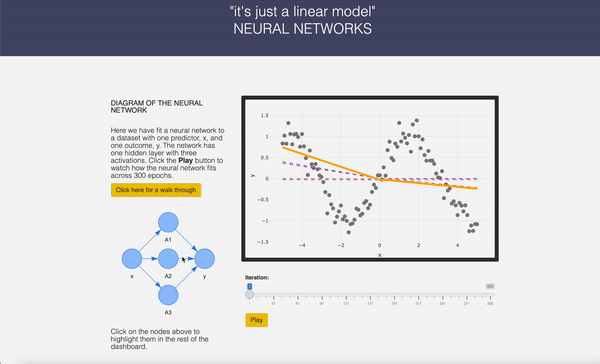 "it's just a linear model"
NEURAL NETWORKS
DIAGRAM OF THE NEURAL
NETWORK
Here we have fit a neural network to
a dataset with one predictor, x, and
one outcome, y. The network has
one hidden layer with three
activations. Click the Play button to
watch how the neural network fits
across 300 epochs.
Click here for a walk through
A1
x
A2
y
A3
Click on the nodes above to
highlight them in the rest of the
dashboard.
1.5
1
0.5
0
−0.5
−1
−1.5
y
−4
−2
0
2
4
x
Iteration:
1
300
Play